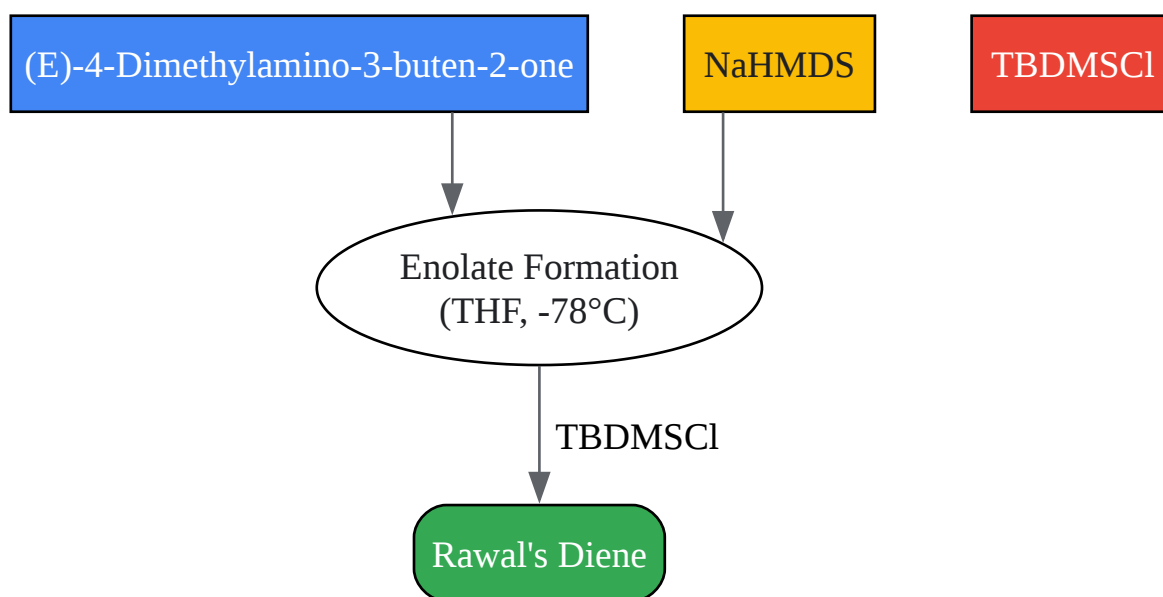 (E)-4-Dimethylamino-3-buten-2-one
NaHMDS
TBDMSCl
Enolate Formation
(THF, -78°C)
TBDMSCl
Rawal's Diene